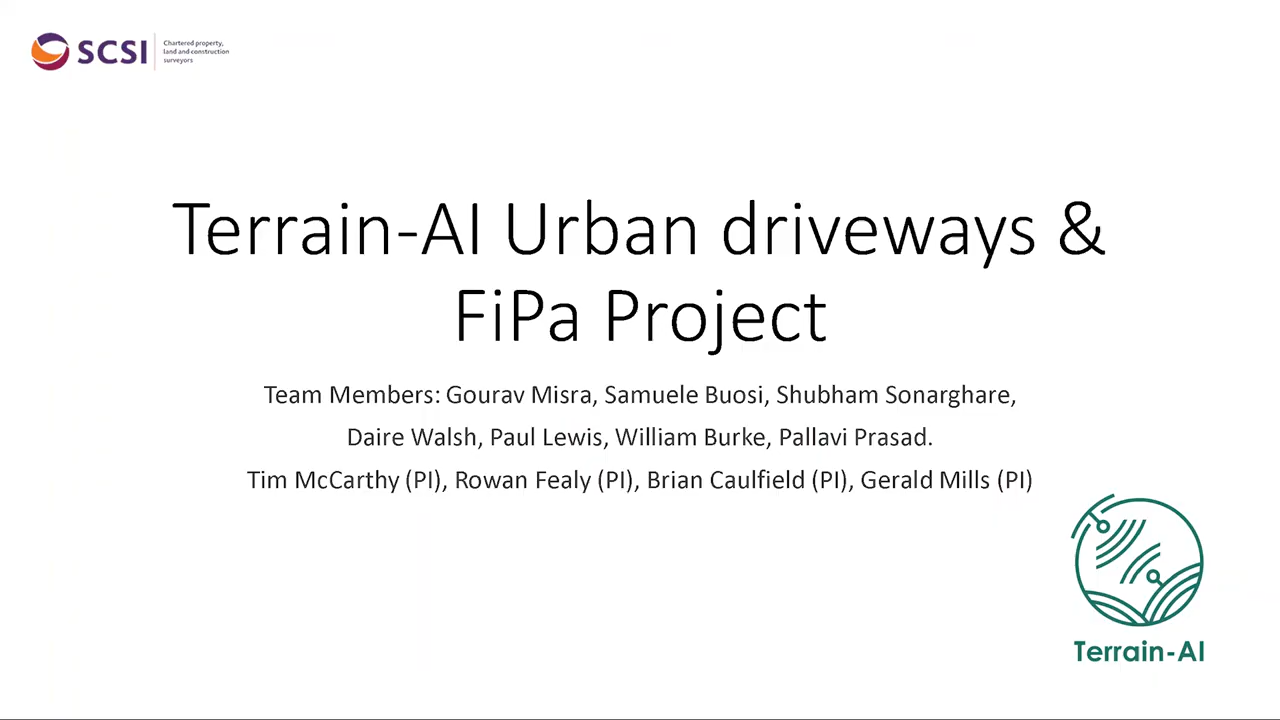 SCSI
Chartered property,
land and construction
surveyors
Terrain-AI Urban driveways &
FiPa Project
Team Members: Gourav Misra, Samuele Buosi, Shubham Sonarghare,
Daire Walsh, Paul Lewis, William Burke, Pallavi Prasad.
Tim McCarthy (PI), Rowan Fealy (PI), Brian Caulfield (PI), Gerald Mills (PI)
Terrain-AI